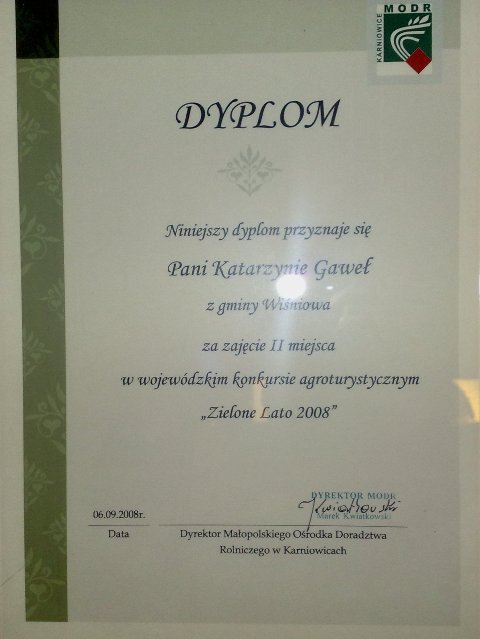 MODR
KARNIOWICE
DYPLOM
Niniejszy dyplom przyznaje się
Pani Katarzynie Gaweł
z gminy Wiśniowa
za zajęcie II miejsca
w wojewódzkim konkursie agroturystycznym
„Zielone Lato 2008”
DYREKTOR MODR
Kwiatkowski
Marek Kwiatkowski
06.09.2008r.
Data
Dyrektor Małopolskiego Ośrodka Doradztwa
Rolniczego w Karniowicach